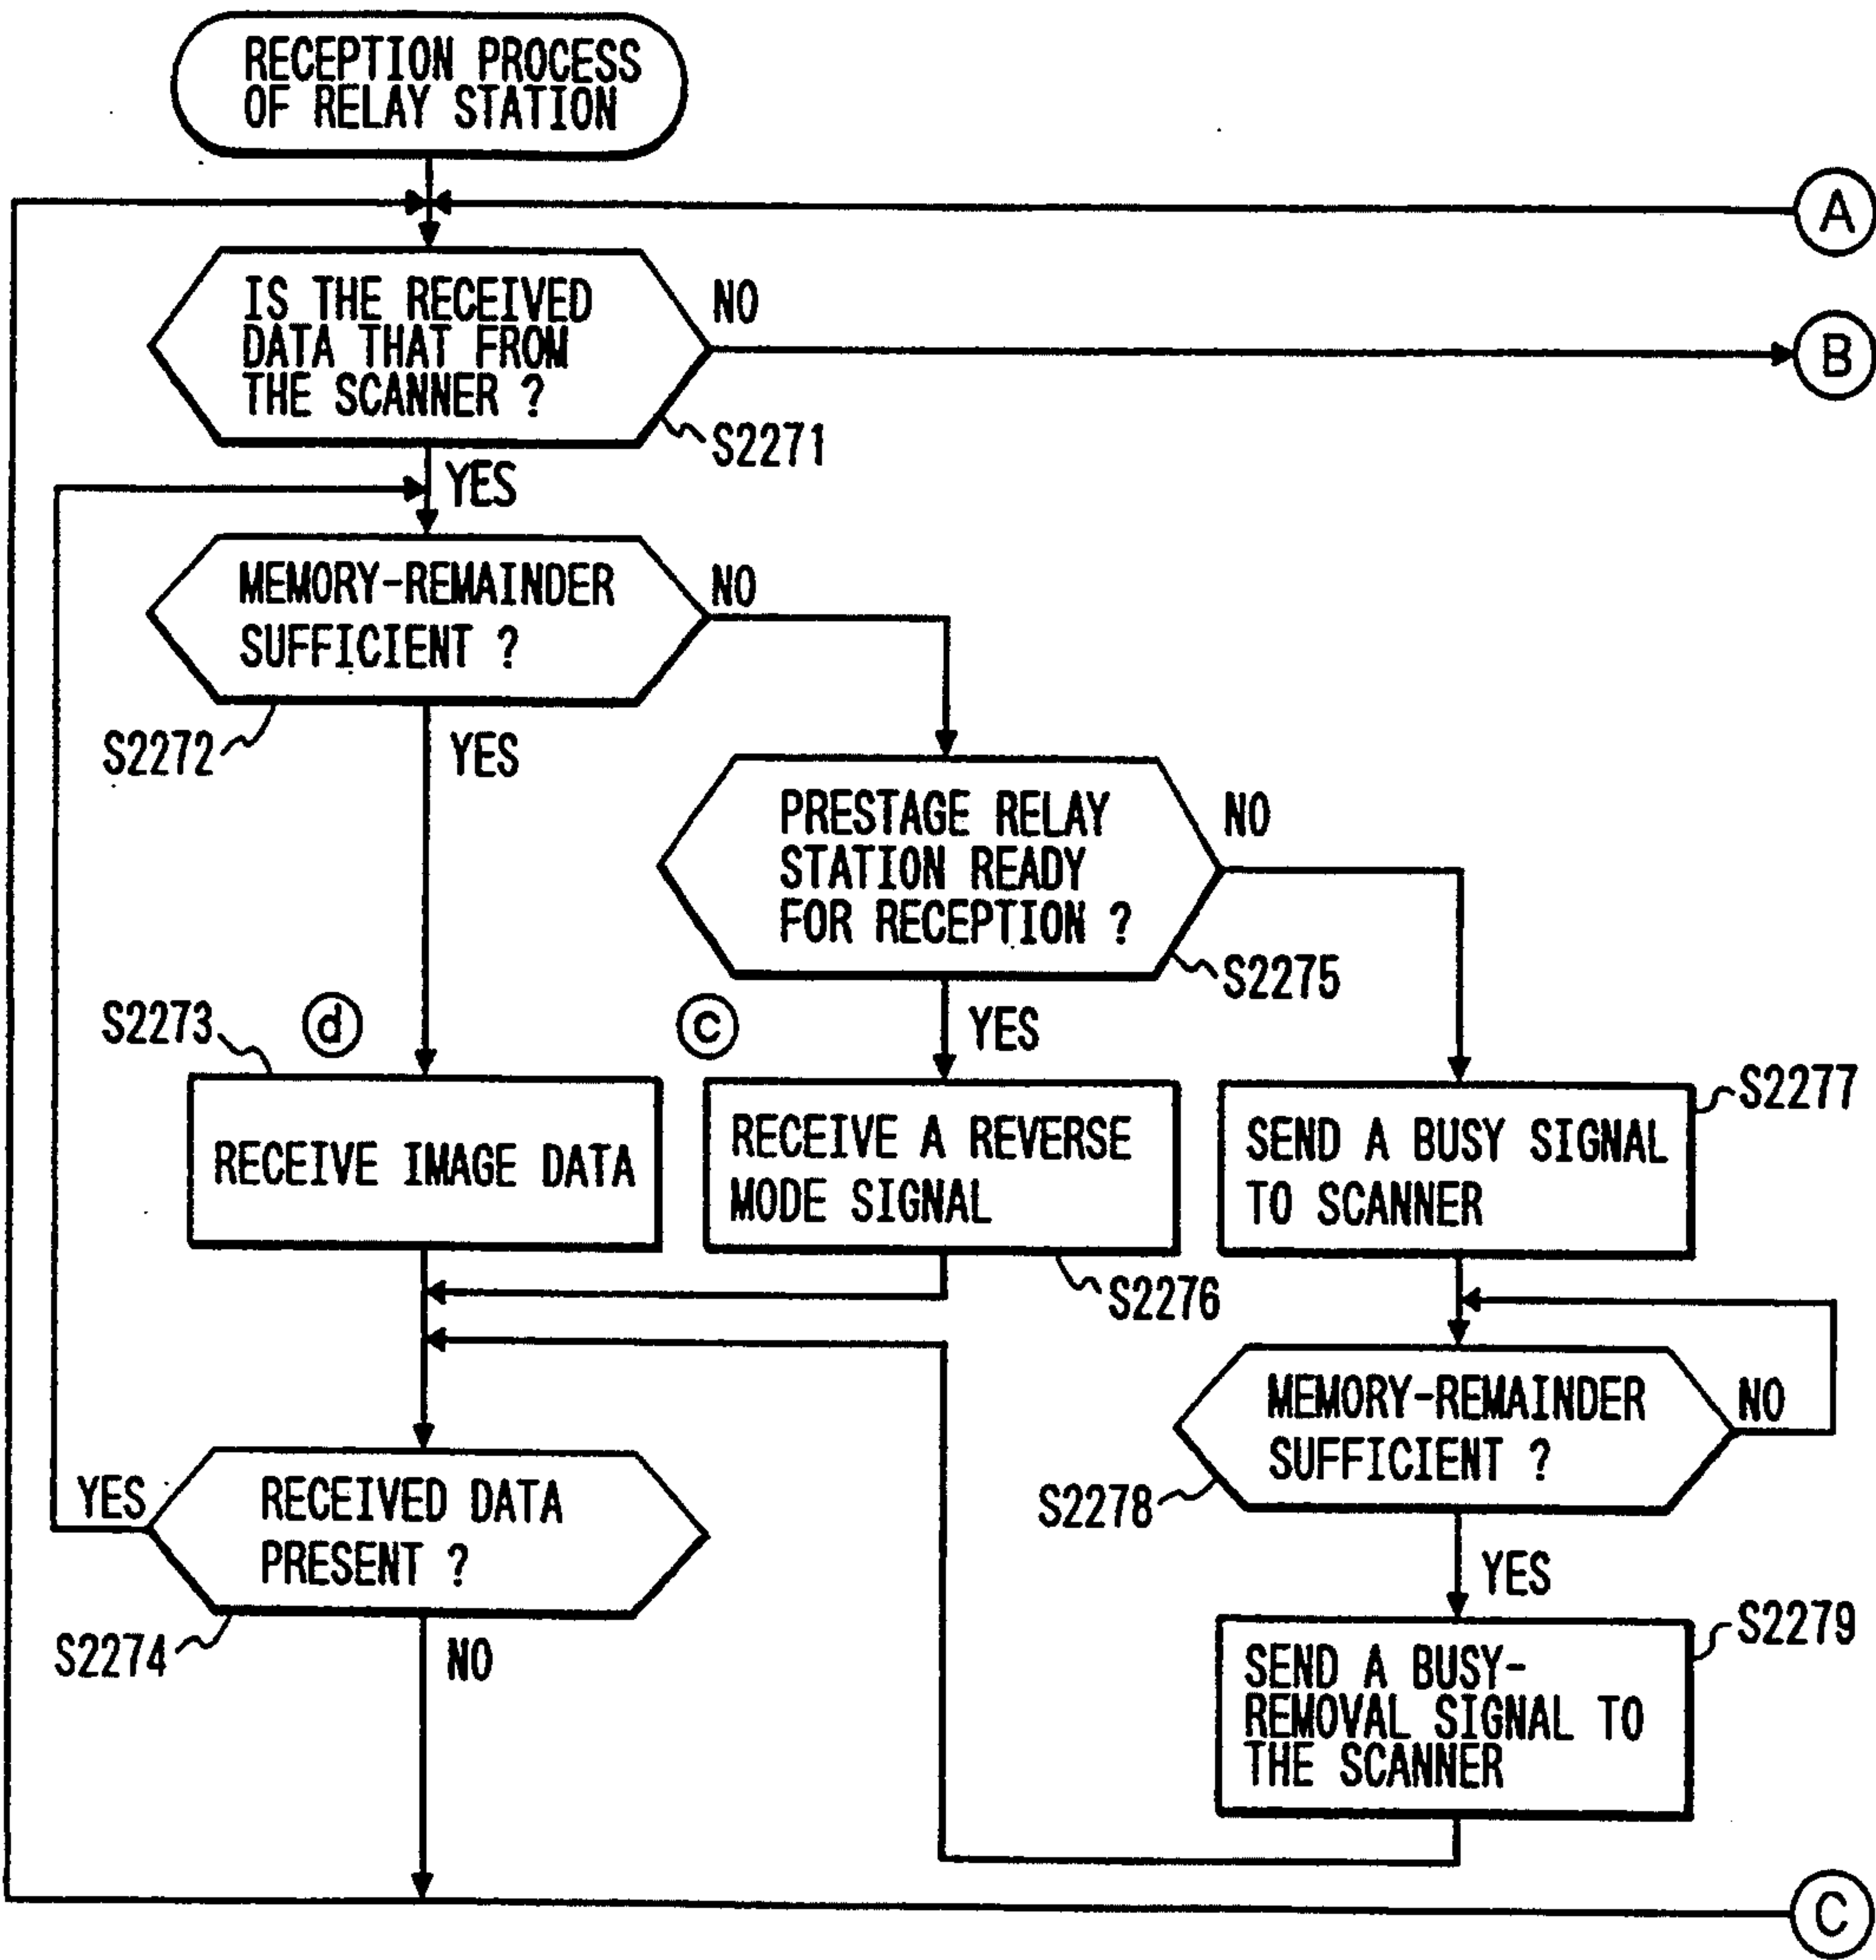 RECEPTION PROCESS
OF RELAY STATION
A
IS THE RECEIVED
DATA THAT FROM
THE SCANNER ?
NO
B
S2271
YES
MEMORY-REMAINDER
SUFFICIENT ?
NO
S2272
YES
PRESTAGE RELAY
STATION READY
FOR RECEPTION ?
NO
S2275
YES
S2273
d
c
RECEIVE IMAGE DATA
RECEIVE A REVERSE
MODE SIGNAL
S2276
SEND A BUSY SIGNAL
TO SCANNER
S2277
MEMORY-REMAINDER
SUFFICIENT ?
NO
S2278
YES
RECEIVED DATA
PRESENT ?
YES
S2274
NO
SEND A BUSY-
REMOVAL SIGNAL TO
THE SCANNER
S2279
C